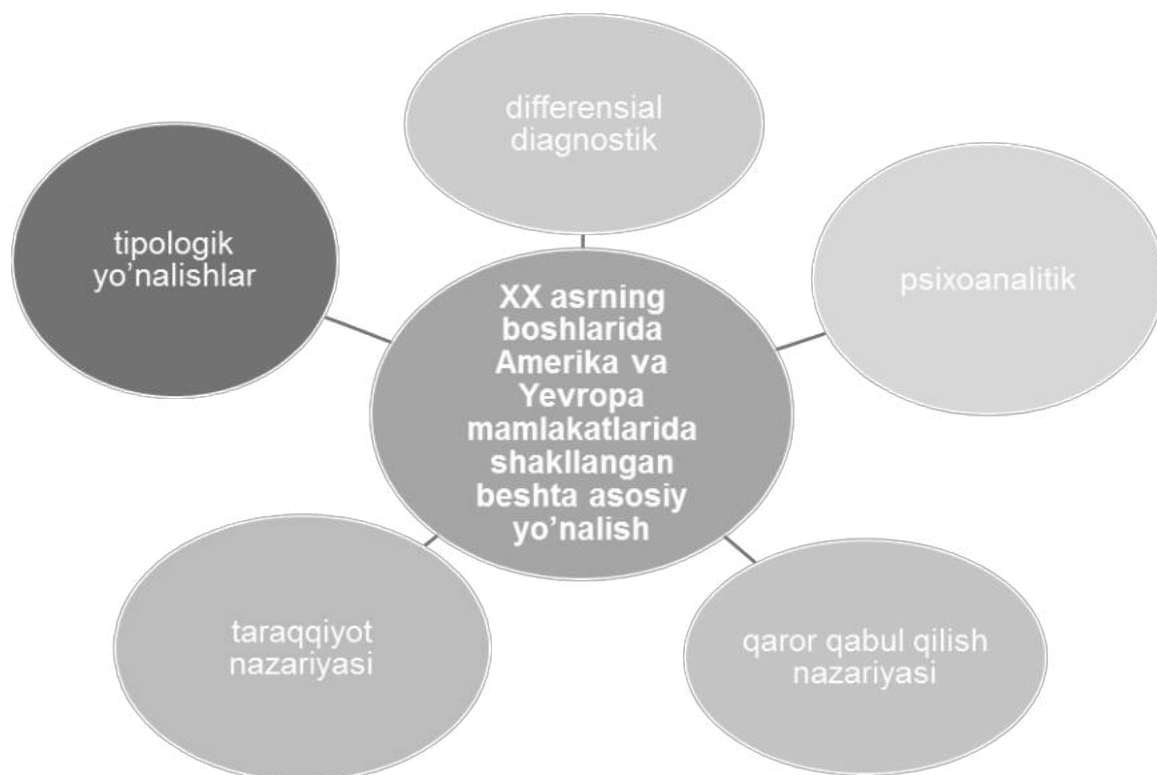 differensial
diagnostik
tipologik
yo’nalishlar
psixoanalitik
XX asrning
boshlarida
Amerika va
Yevropa
mamlakatlarida
shakllangan
beshta asosiy
yo’nalish
taraqqiyot
nazariyasi
qaror qabul qilish
nazariyasi